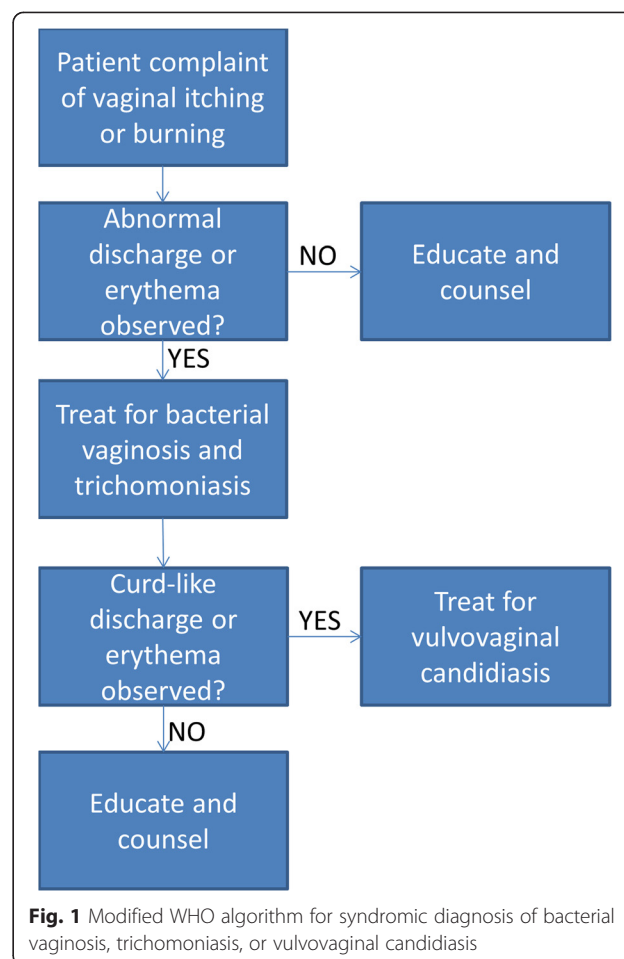 Patient complaint
of vaginal itching
or burning
Abnormal
discharge or
erythema
observed?
NO
Educate and
counsel
YES
Treat for bacterial
vaginosis and
trichomoniasis
Curd-like
discharge or
erythema
observed?
YES
Treat for
vulvovaginal
candidiasis
NO
Educate and
counsel
Fig. 1 Modified WHO algorithm for syndromic diagnosis of bacterial
vaginosis, trichomoniasis, or vulvovaginal candidiasis